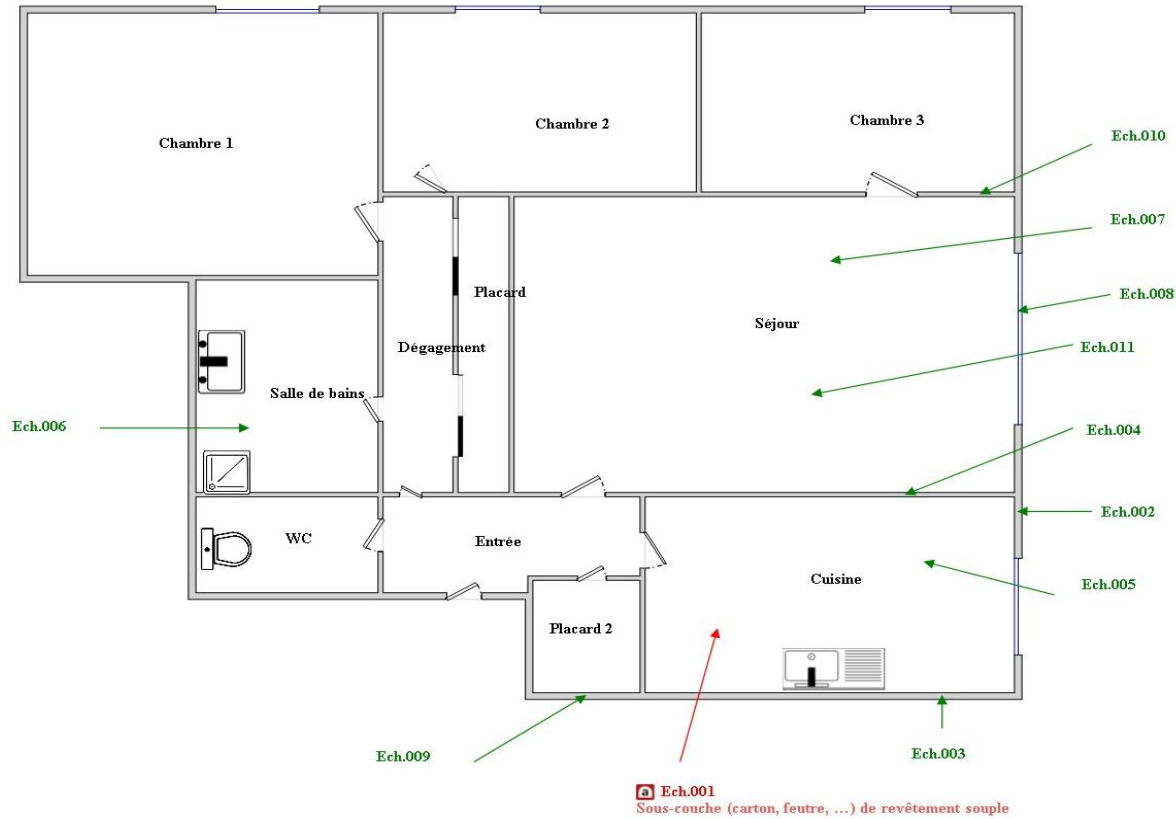 Chambre 1
Chambre 2
Chambre 3
Ech.010
Ech.007
Placard
Ech.008
Séjour
Dégagement
Ech.011
Salle de bains
Ech.006
Ech.004
Ech.002
WC
Entrée
Cuisine
Ech.005
Placard 2
Ech.009
Ech.003
a Ech.001
Sous-couche (carton, feutre, ...) de revêtement souple